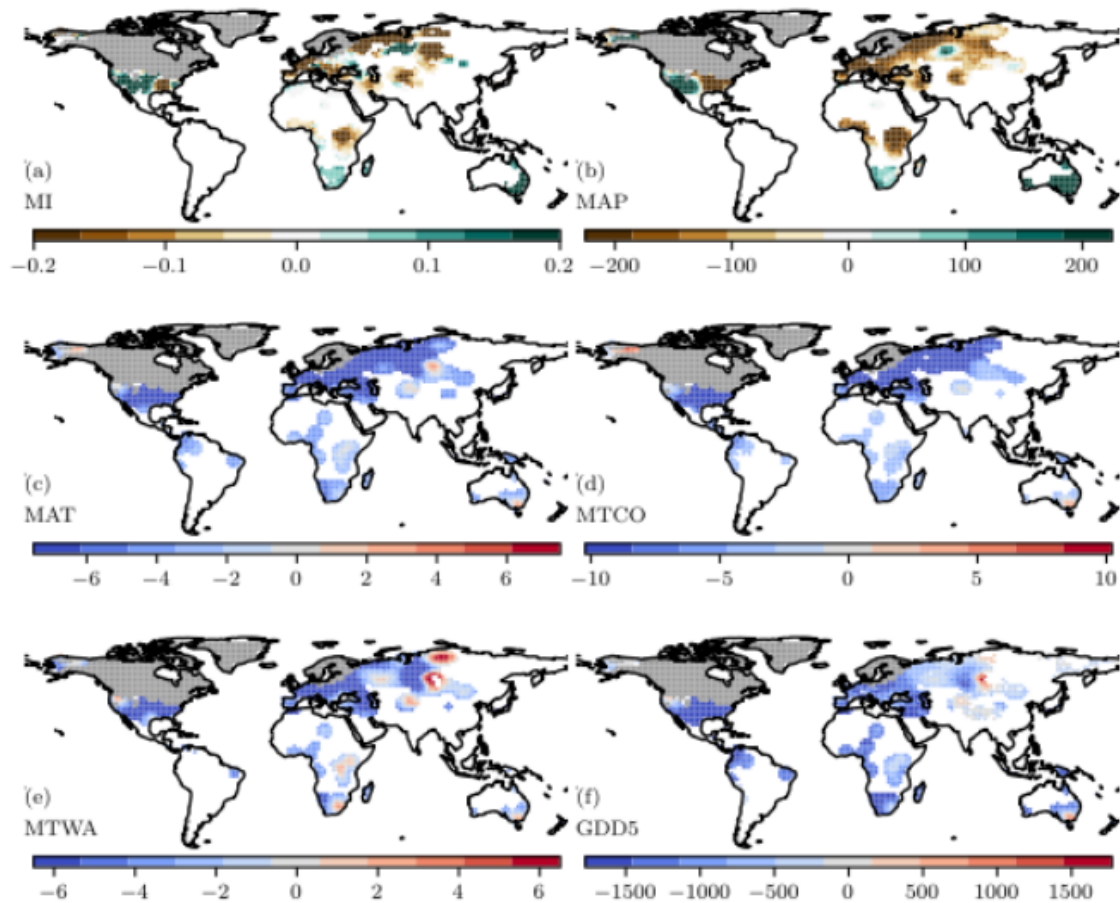 (a)
MI
(b)
MAP
−0.2 −0.1 0.0 0.1 0.2
−200 −100 0 100 200
(c)
MAT
(d)
MTCO
−6 −4 −2 0 2 4 6
−10 −5 0 5 10
(e)
MTWA
(f)
GDD5
−6 −4 −2 0 2 4 6
−1500 −1000 −500 0 500 1000 1500